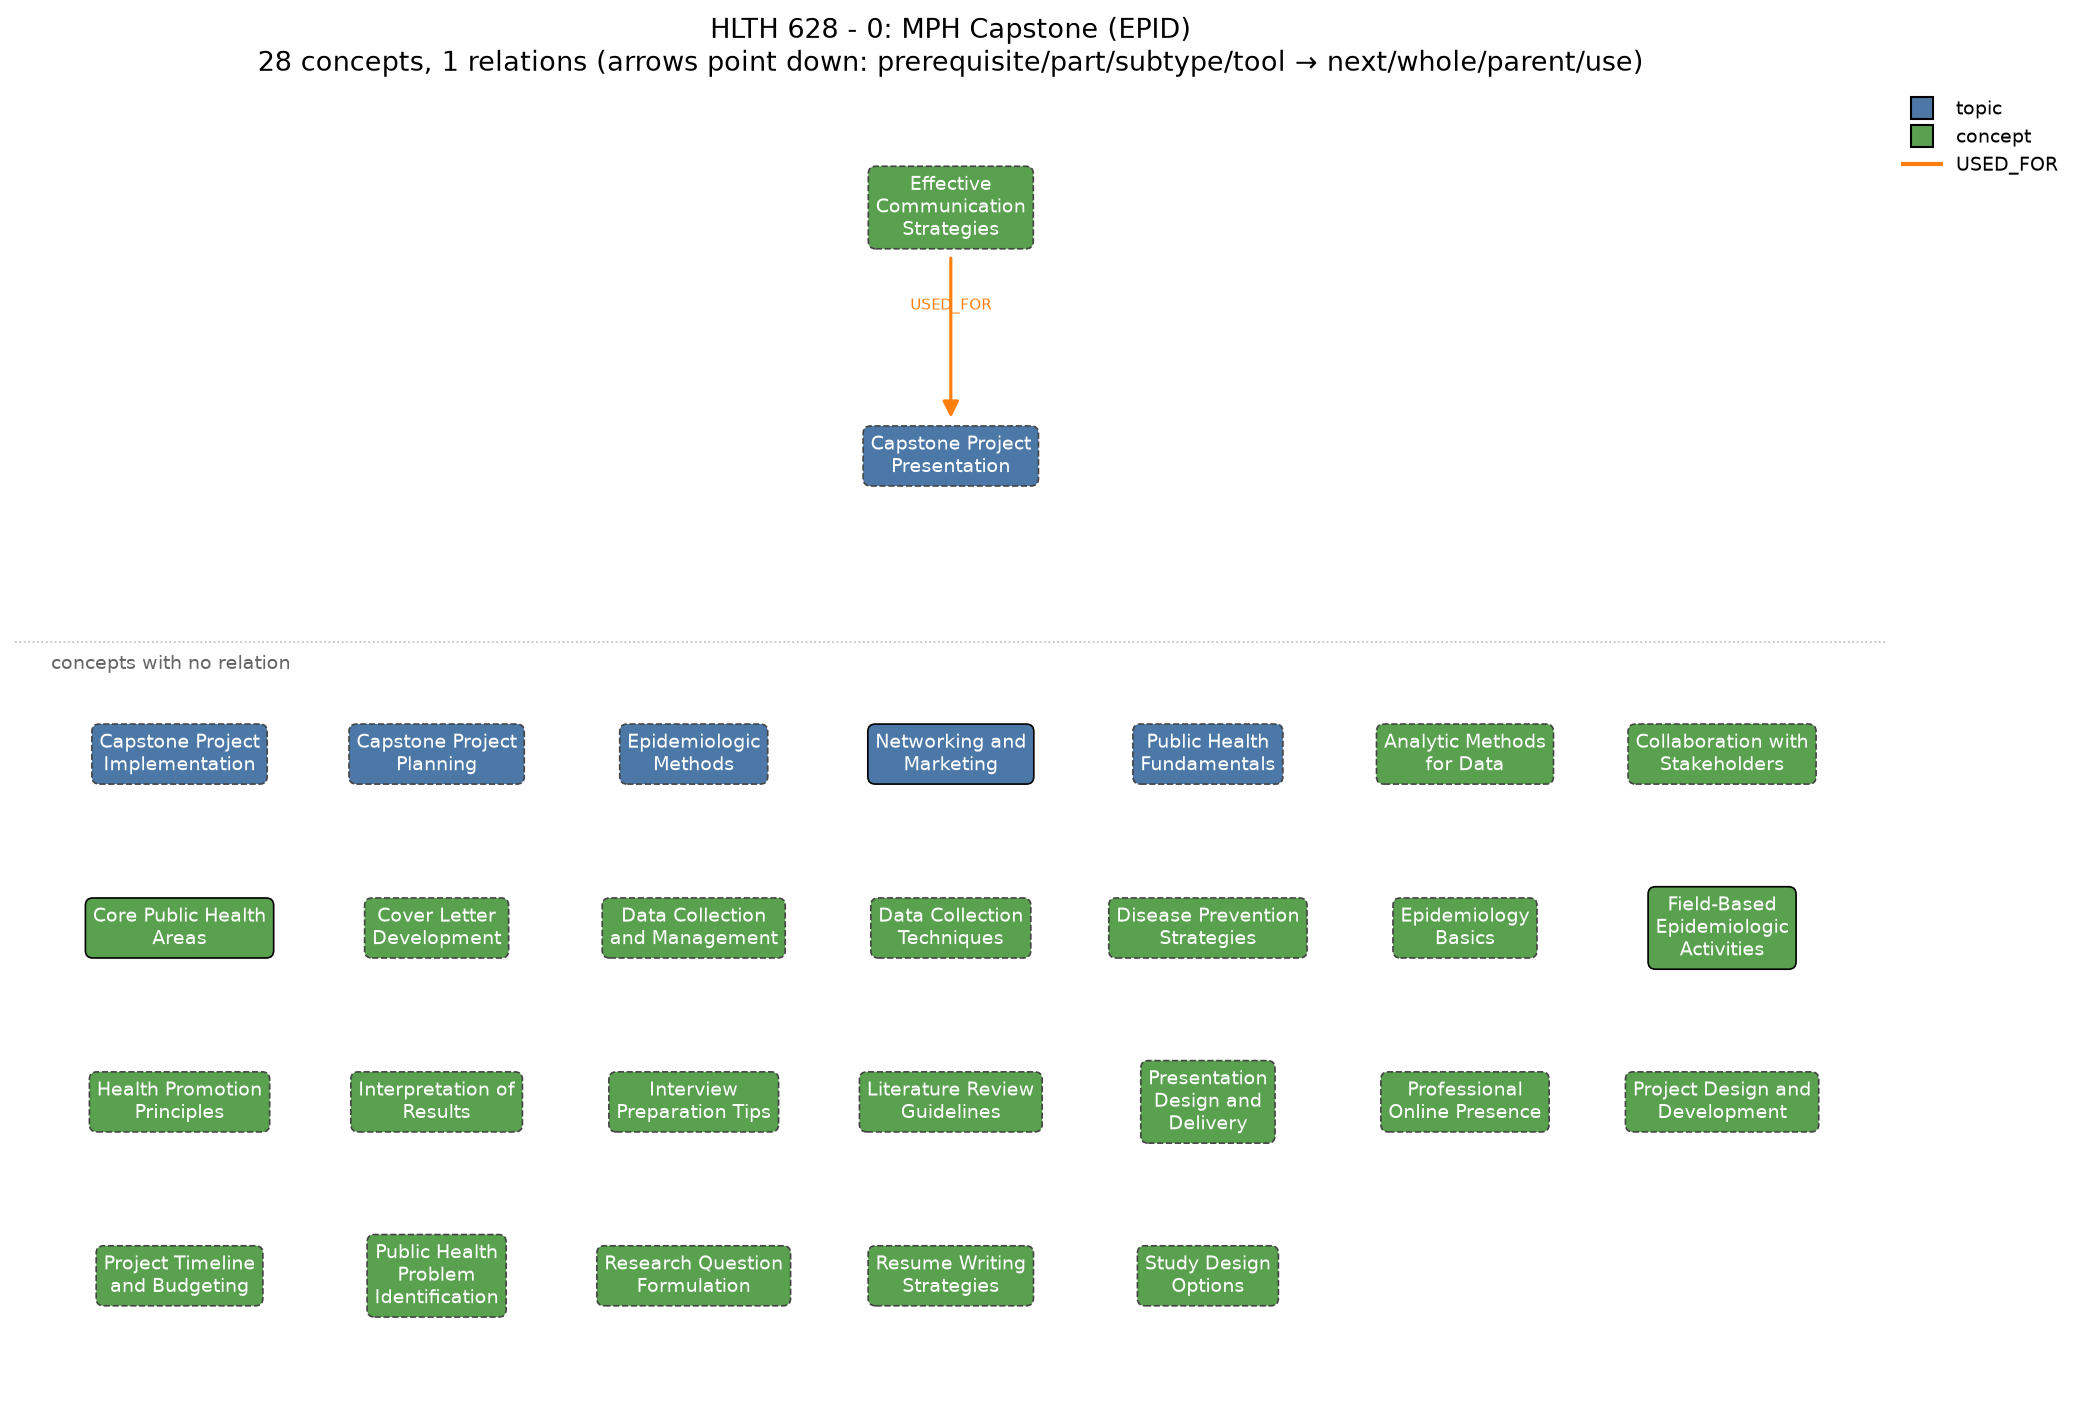 HLTH 628 - 0: MPH Capstone (EPID)
28 concepts, 1 relations (arrows point down: prerequisite/part/subtype/tool → next/whole/parent/use)
topic
concept
USED_FOR
Effective
Communication
Strategies
USED_FOR
Capstone Project
Presentation
concepts with no relation
Capstone Project
Implementation
Capstone Project
Planning
Epidemiologic
Methods
Networking and
Marketing
Public Health
Fundamentals
Analytic Methods
for Data
Collaboration with
Stakeholders
Core Public Health
Areas
Cover Letter
Development
Data Collection
and Management
Data Collection
Techniques
Disease Prevention
Strategies
Epidemiology
Basics
Field-Based
Epidemiologic
Activities
Health Promotion
Principles
Interpretation of
Results
Interview
Preparation Tips
Literature Review
Guidelines
Presentation
Design and
Delivery
Professional
Online Presence
Project Design and
Development
Project Timeline
and Budgeting
Public Health
Problem
Identification
Research Question
Formulation
Resume Writing
Strategies
Study Design
Options